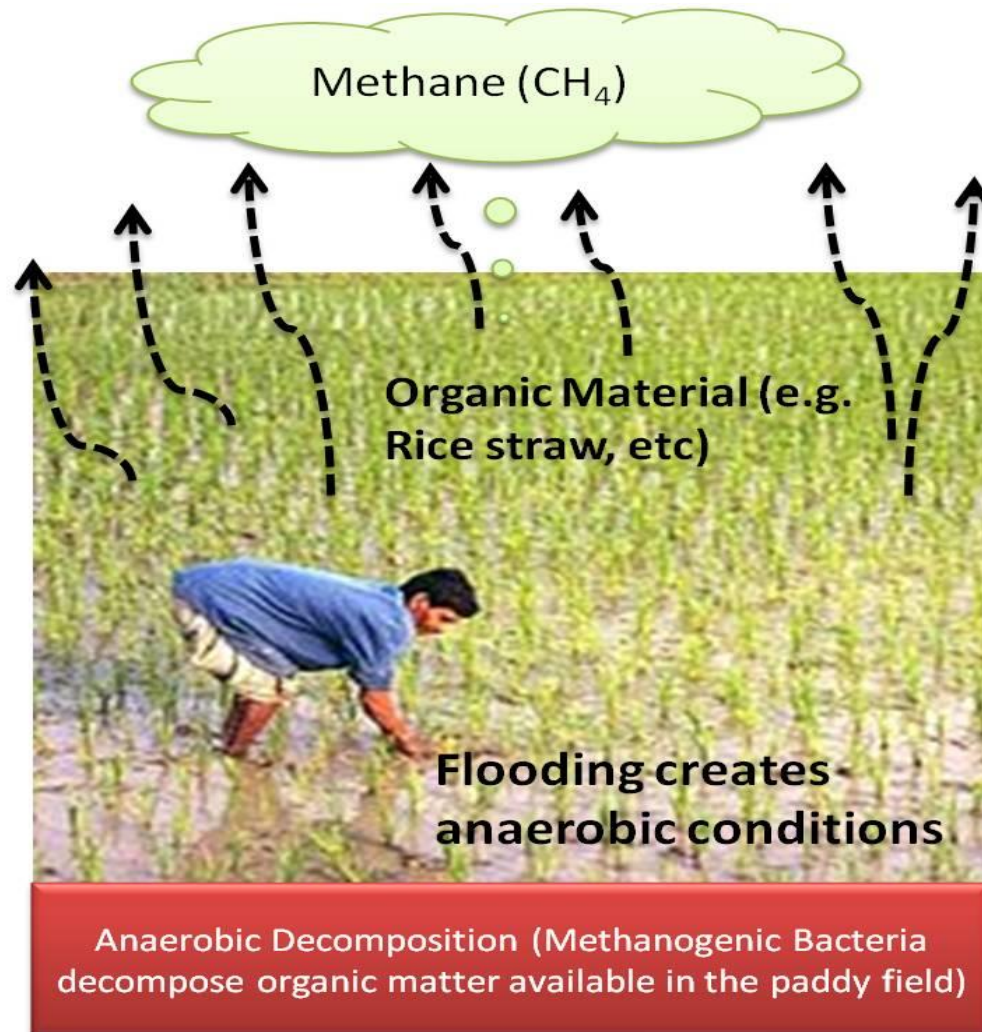 Methane (CH₄)
Organic Material (e.g.
Rice straw, etc)
Flooding creates
anaerobic conditions
Anaerobic Decomposition (Methanogenic Bacteria
decompose organic matter available in the paddy field)